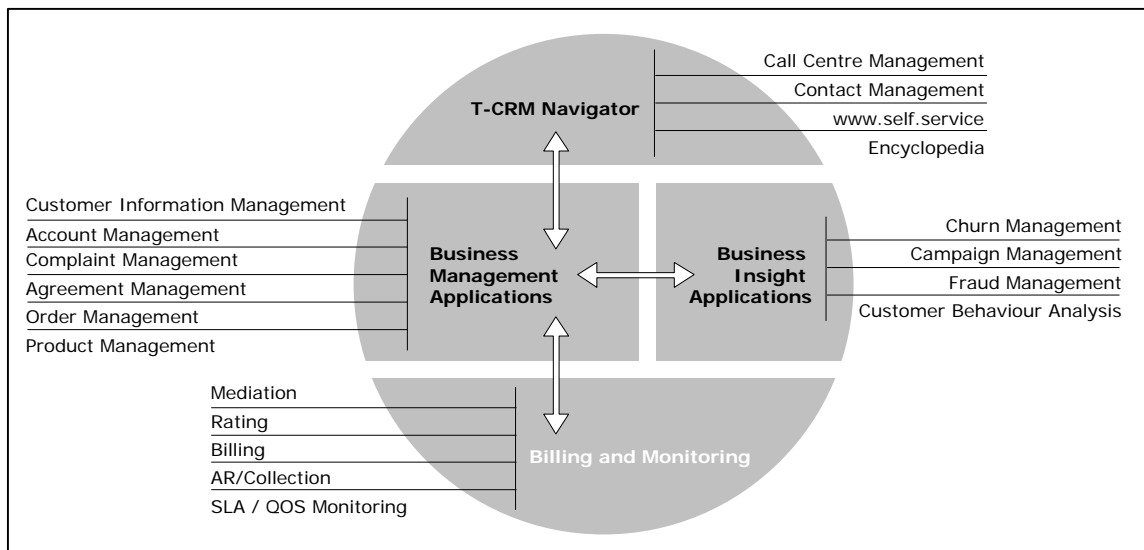 Call Centre Management
Contact Management
T-CRM Navigator
www.self.service
Encyclopedia
Customer Information Management
Account Management
Complaint Management
Agreement Management
Order Management
Product Management
Business
Management
Applications
Business
Insight
Applications
Churn Management
Campaign Management
Fraud Management
Customer Behaviour Analysis
Mediation
Rating
Billing
AR/Collection
SLA / QOS Monitoring
Billing and Monitoring